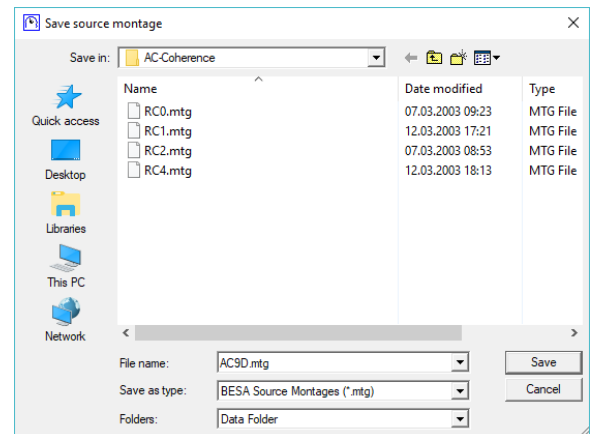 Save source montage
Save in: AC-Coherence
Name Date modified Type
RC0.mtg 07.03.2003 09:23 MTG File
RC1.mtg 12.03.2003 17:21 MTG File
RC2.mtg 07.03.2003 08:53 MTG File
RC4.mtg 12.03.2003 18:13 MTG File
Quick access
Desktop
Libraries
This PC
Network
File name: AC9D.mtg Save
Save as type: BESA Source Montages (*.mtg) Cancel
Folders: Data Folder